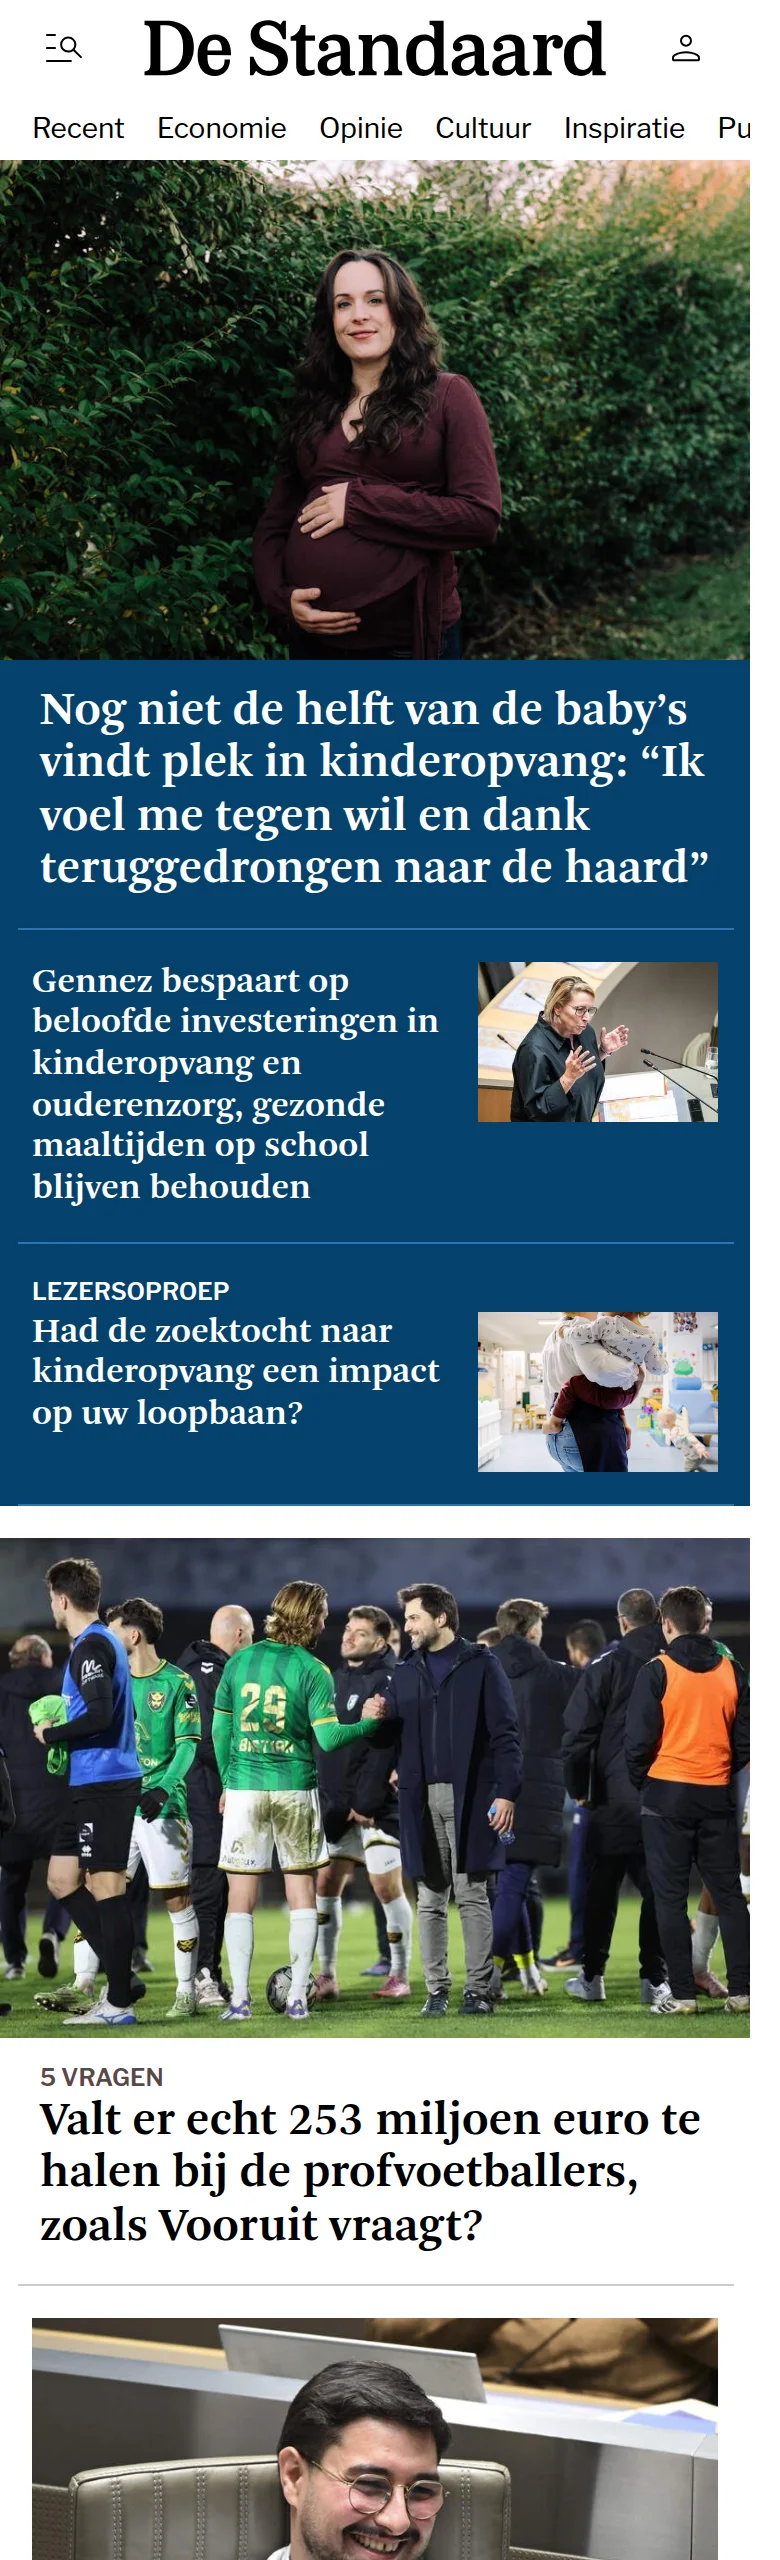 De Standaard
Recent Economie Opinie Cultuur Inspiratie Pu
Nog niet de helft van de baby’s
vindt plek in kinderopvang: “Ik
voel me tegen wil en dank
teruggedrongen naar de haard”
Gennez bespaart op
beloofde investeringen in
kinderopvang en
ouderenzorg, gezonde
maaltijden op school
blijven behouden
LEZERSOPROEP
Had de zoektocht naar
kinderopvang een impact
op uw loopbaan?
29
5 VRAGEN
Valt er echt 253 miljoen euro te
halen bij de profvoetballers,
zoals Vooruit vraagt?